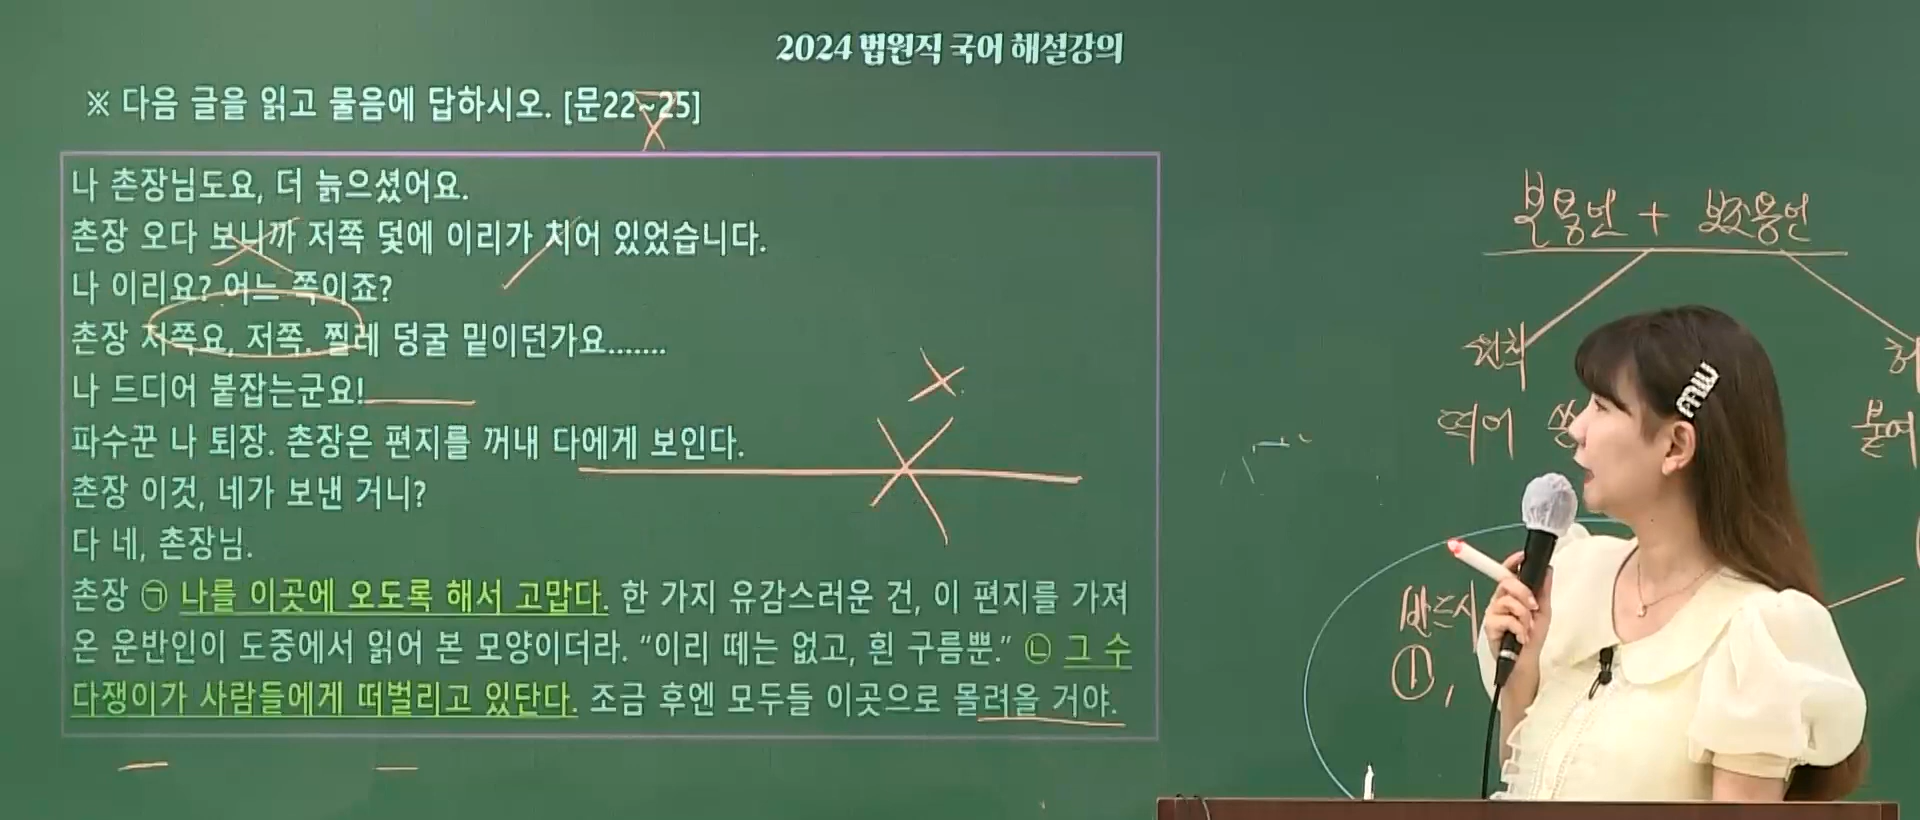 2024 법원직 국어 해설강의
※ 다음 글을 읽고 물음에 답하시오. [문22~25]
나 촌장님도요, 더 늙으셨어요.
촌장 오다 보니까 저쪽 덫에 이리가 치어 있었습니다.
나 이리요? 어느 쪽이죠?
촌장 저쪽요, 저쪽. 찔레 덩굴 밑이던가요.......
나 드디어 붙잡는군요!
파수꾼 나 퇴장. 촌장은 편지를 꺼내 다에게 보인다.
촌장 이것, 네가 보낸 거니?
다 네, 촌장님.
촌장 ㉠ 나를 이곳에 오도록 해서 고맙다. 한 가지 유감스러운 건, 이 편지를 가져
온 운반인이 도중에서 읽어 본 모양이더라. "이리 떼는 없고, 흰 구름뿐." ㉡ 그 수
다쟁이가 사람들에게 떠벌리고 있단다. 조금 후엔 모두들 이곳으로 몰려올 거야.
본용언 + 보조용언
원칙
띄어
붙여
반드시
①,